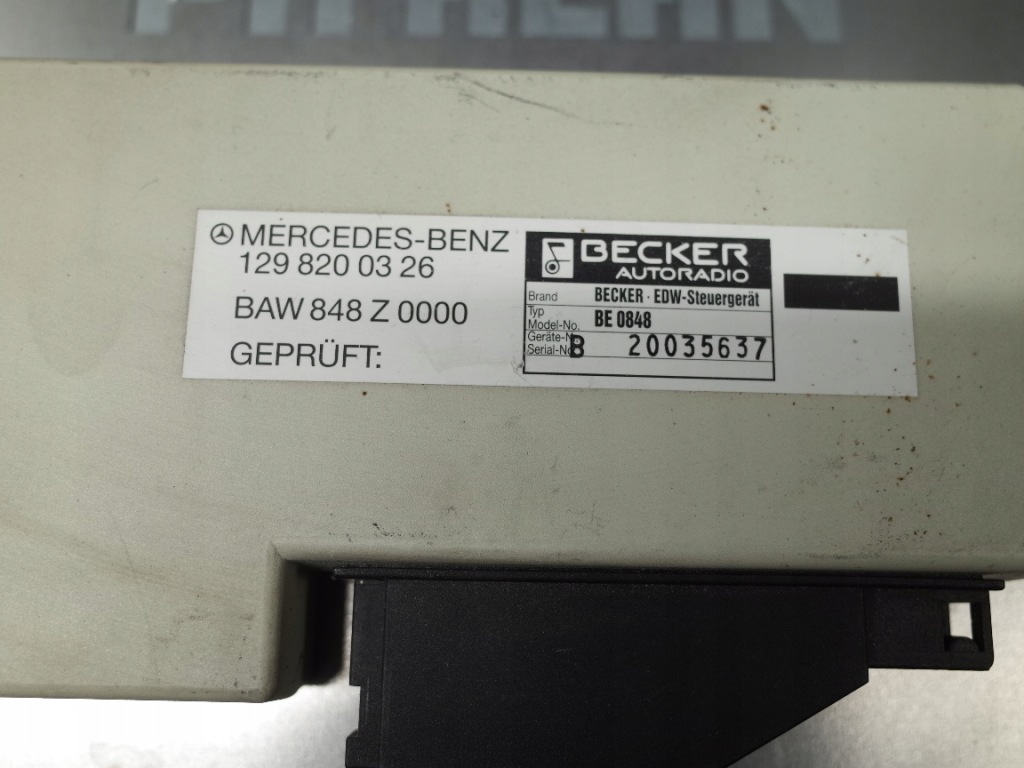 MERCEDES-BENZ
129 820 03 26
BAW 848 Z 0000
GEPRÜFT:
BECKER
AUTORADIO
Brand BECKER · EDW-Steuergerät
Typ
Model-No. BE 0848
Geräte-N
Serial-No B 20035637